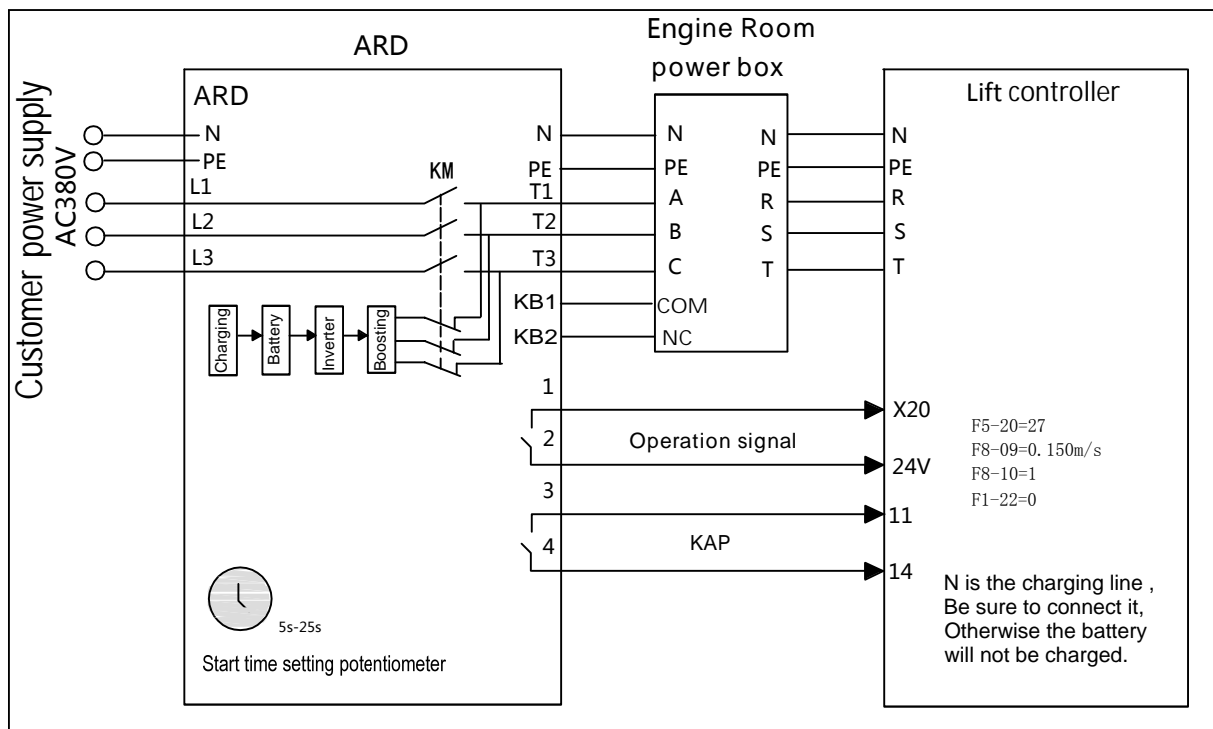 Customer power supply
AC380V
ARD
ARD
N
PE
L1
L2
L3
KM
N
PE
T1
T2
T3
KB1
KB2
Charging
Battery
Inverter
Boosting
1
2
3
4
5s-25s
Start time setting potentiometer
Engine Room
power box
N
PE
A
B
C
COM
NC
N
PE
R
S
T
Operation signal
KAP
Lift controller
N
PE
R
S
T
X20
24V
11
14
F5-20=27
F8-09=0.150m/s
F8-10=1
F1-22=0
N is the charging line ,
Be sure to connect it,
Otherwise the battery
will not be charged.